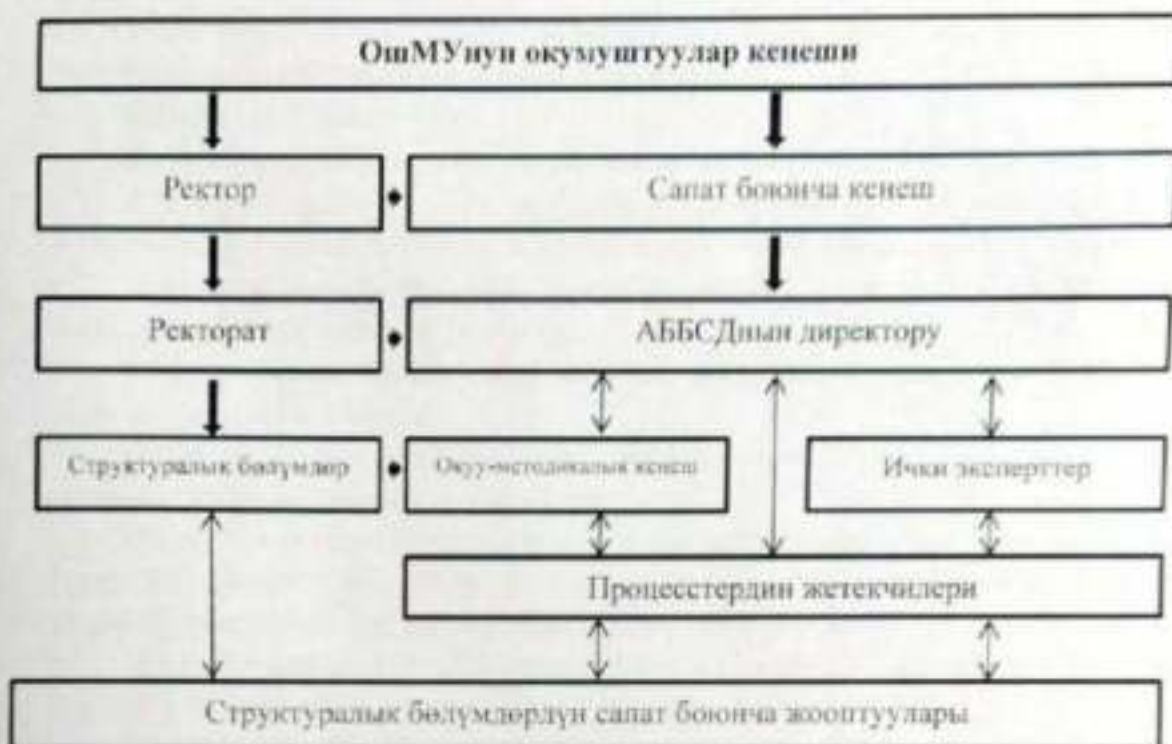 ОшМУнун окумуштуулар кеңеши
Ректор
Сапат боюнча кеңеш
Ректорат
АББСДнын директору
Структуралык бөлүмдөр
Окуу-методикалык кеңеш
Ички эксперттер
Процесстердин жетекчилери
Структуралык бөлүмдөрдүн сапат боюнча жооптуулары